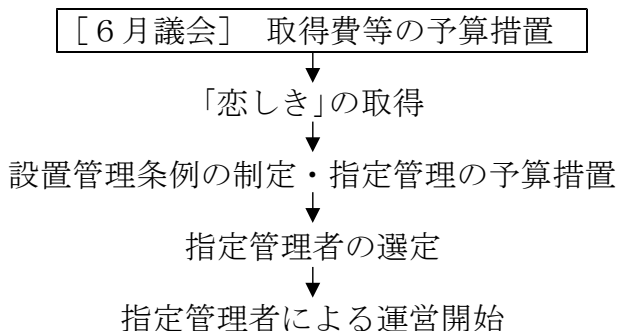 ［６月議会］　取得費等の予算措置
「恋しき」の取得
設置管理条例の制定・指定管理の予算措置
指定管理者の選定
指定管理者による運営開始